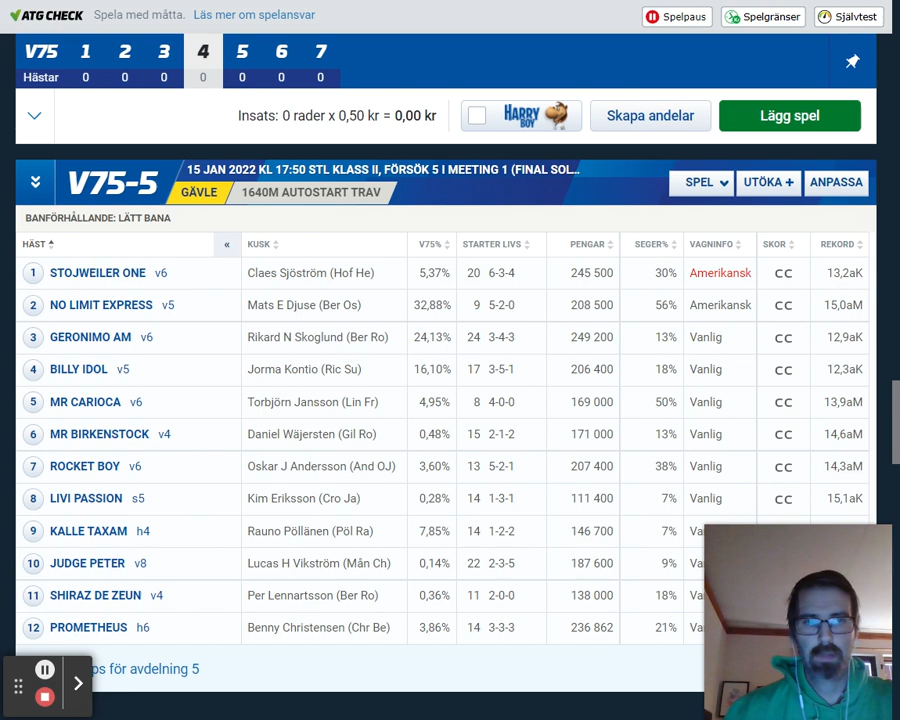 ATG CHECK Spela med måtta. Läs mer om spelansvar Spelpaus Spelgränser Självtest
V75 1 2 3 4 5 6 7
Hästar 0 0 0 0 0 0 0
Insats: 0 rader x 0,50 kr = 0,00 kr HARRY BOY Skapa andelar Lägg spel
V75-5 15 JAN 2022 KL 17:50 STL KLASS II, FÖRSÖK 5 I MEETING 1 (FINAL SOL...
GÄVLE 1640M AUTOSTART TRAV SPEL UTÖKA + ANPASSA
BANFÖRHÅLLANDE: LÄTT BANA
HÄST « KUSK V75% STARTER LIVS PENGAR SEGER% VAGNINFO SKOR REKORD
1 STOJWEILER ONE v6 Claes Sjöström (Hof He) 5,37% 20 6-3-4 245 500 30% Amerikansk C C 13,2aK
2 NO LIMIT EXPRESS v5 Mats E Djuse (Ber Os) 32,88% 9 5-2-0 208 500 56% Amerikansk C C 15,0aM
3 GERONIMO AM v6 Rikard N Skoglund (Ber Ro) 24,13% 24 3-4-3 249 200 13% Vanlig C C 12,9aK
4 BILLY IDOL v5 Jorma Kontio (Ric Su) 16,10% 17 3-5-1 206 400 18% Vanlig C C 12,3aK
5 MR CARIOCA v6 Torbjörn Jansson (Lin Fr) 4,95% 8 4-0-0 169 000 50% Vanlig C C 13,9aM
6 MR BIRKENSTOCK v4 Daniel Wäjersten (Gil Ro) 0,48% 15 2-1-2 171 000 13% Vanlig C C 14,6aM
7 ROCKET BOY v6 Oskar J Andersson (And OJ) 3,60% 13 5-2-1 207 400 38% Vanlig C C 14,3aM
8 LIVI PASSION s5 Kim Eriksson (Cro Ja) 0,28% 14 1-3-1 111 400 7% Vanlig C C 15,1aK
9 KALLE TAXAM h4 Rauno Pöllänen (Pöl Ra) 7,85% 14 1-2-2 146 700 7% Va
10 JUDGE PETER v8 Lucas H Vikström (Mån Ch) 0,14% 22 2-3-5 187 600 9% Va
11 SHIRAZ DE ZEUN v4 Per Lennartsson (Ber Ro) 0,36% 11 2-0-0 138 000 18% Va
12 PROMETHEUS h6 Benny Christensen (Chr Be) 3,86% 14 3-3-3 236 862 21% Va
ps för avdelning 5